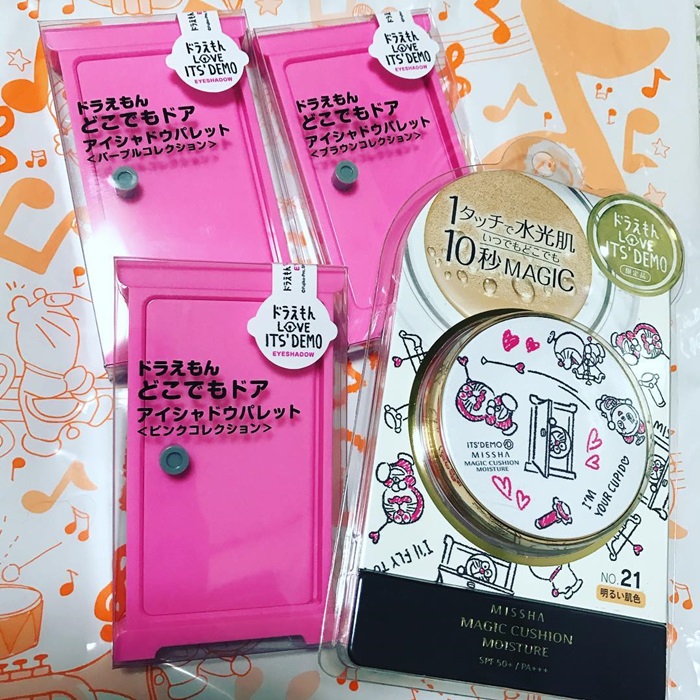 ドラえもん
LOVE
ITS'DEMO
EYESHADOW
ドラえもん
どこでもドア
アイシャドウパレット
<パープルコレクション>
ドラえもん
LOVE
ITS'DEMO
EYESHADOW
ドラえもん
どこでもドア
アイシャドウパレット
<ブラウンコレクション>
ドラえもん
LOVE
ITS'DEMO
EYESHADOW
ドラえもん
どこでもドア
アイシャドウパレット
<ピンクコレクション>
1タッチで水光肌
いつでもどこでも
10秒MAGIC
ドラえもん
LOVE
ITS'DEMO
限定品
ITS'DEMO
MISSHA
MAGIC CUSHION
MOISTURE
I'M
YOUR CUPID
I'LL FLY TO
NO.21
明るい肌色
MISSHA
MAGIC CUSHION
MOISTURE
SPF 50+ / PA+++